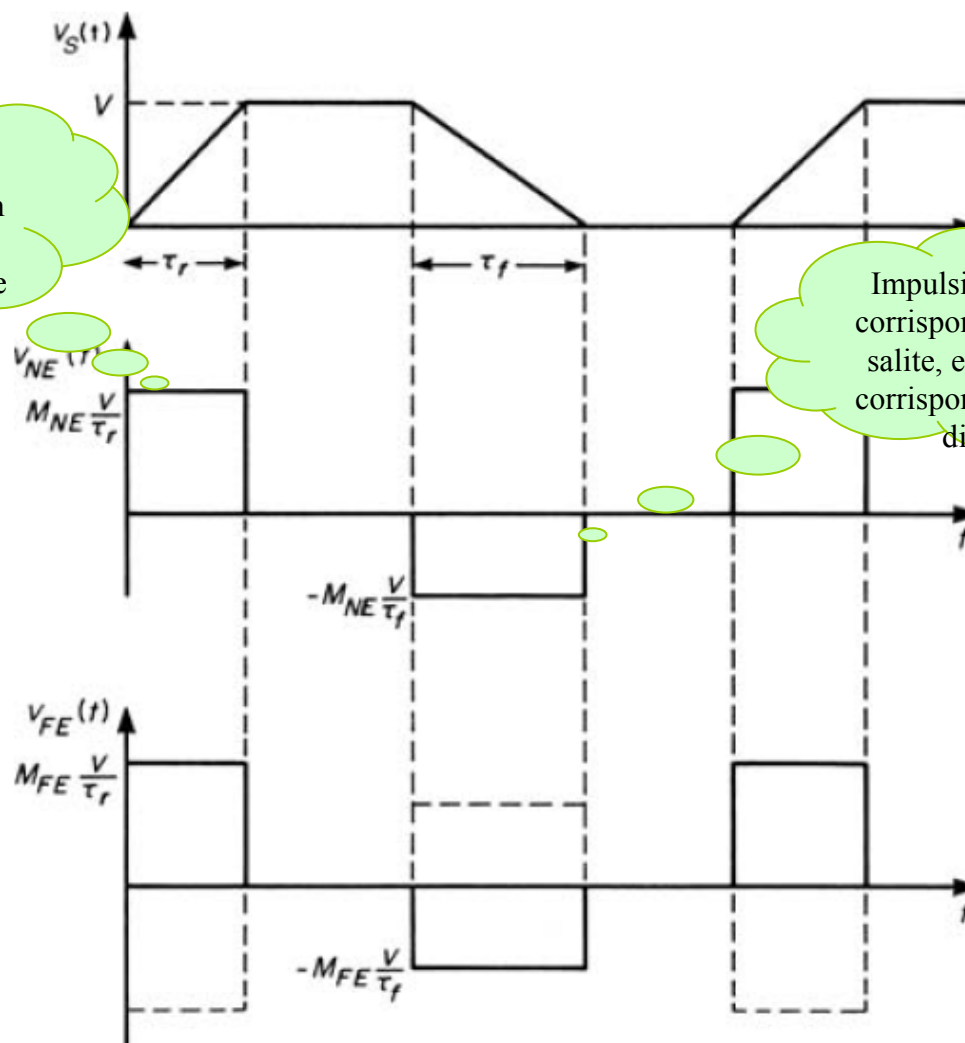 V_S(t)
V
n
e
τ_r
τ_f
Impulsi
corrispon
salite, e
corrispon
di
V_NE(t)
M_NE V/τ_r
t
-M_NE V/τ_f
V_FE(t)
M_FE V/τ_r
t
-M_FE V/τ_f